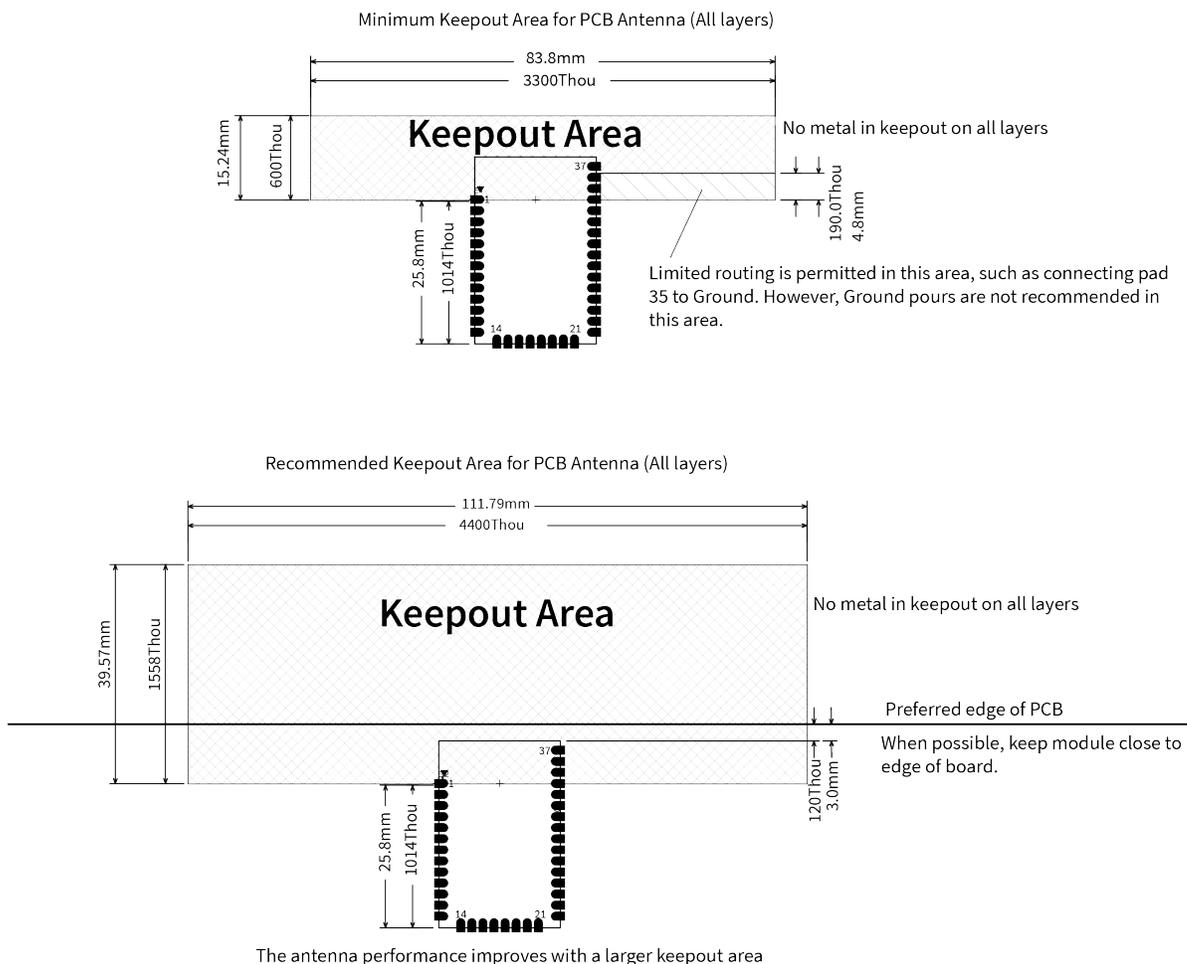 Minimum Keepout Area for PCB Antenna (All layers)
83.8mm
3300Thou
15.24mm
600Thou
Keepout Area
No metal in keepout on all layers
37
1
190.0Thou
4.8mm
25.8mm
1014Thou
Limited routing is permitted in this area, such as connecting pad
35 to Ground. However, Ground pours are not recommended in
this area.
14
21
Recommended Keepout Area for PCB Antenna (All layers)
111.79mm
4400Thou
39.57mm
1558Thou
Keepout Area
No metal in keepout on all layers
Preferred edge of PCB
When possible, keep module close to
edge of board.
37
1
120Thou
3.0mm
25.8mm
1014Thou
14
21
The antenna performance improves with a larger keepout area